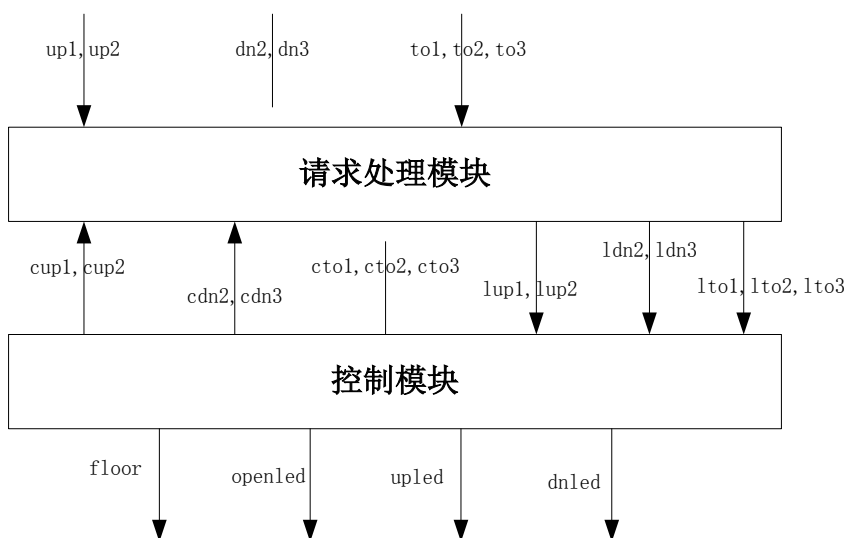 up1,up2
dn2,dn3
to1,to2,to3
请求处理模块
cup1,cup2
cdn2,cdn3
cto1,cto2,cto3
lup1,lup2
ldn2,ldn3
lto1,lto2,lto3
控制模块
floor
openled
upled
dnled